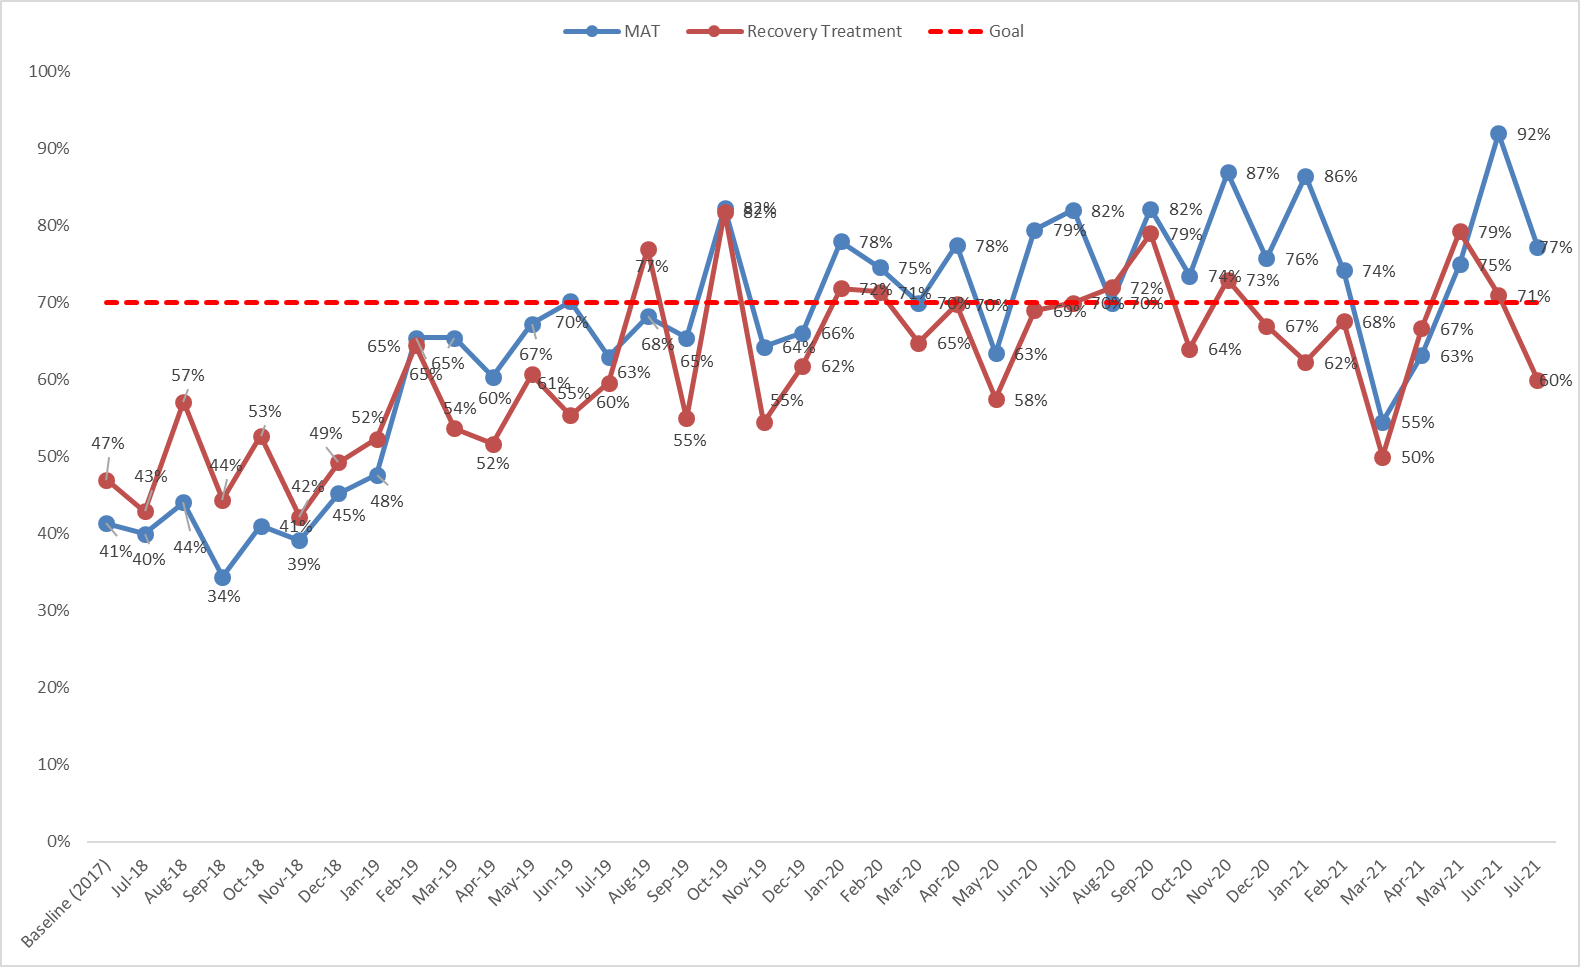 MAT Recovery Treatment Goal
100%
90%
80%
70%
60%
50%
40%
30%
20%
10%
0%
41%
40%
44%
34%
41%
39%
45%
48%
65%
65%
60%
67%
70%
63%
68%
65%
82%
64%
66%
78%
75%
70%
78%
63%
79%
82%
70%
82%
74%
87%
76%
86%
74%
55%
63%
75%
92%
77%
47%
43%
57%
44%
53%
42%
49%
52%
65%
54%
52%
61%
55%
60%
77%
55%
82%
55%
62%
72%
71%
65%
70%
58%
69%
70%
72%
79%
64%
73%
67%
62%
68%
50%
67%
79%
71%
60%
Baseline (2017)
Jul-18
Aug-18
Sep-18
Oct-18
Nov-18
Dec-18
Jan-19
Feb-19
Mar-19
Apr-19
May-19
Jun-19
Jul-19
Aug-19
Sep-19
Oct-19
Nov-19
Dec-19
Jan-20
Feb-20
Mar-20
Apr-20
May-20
Jun-20
Jul-20
Aug-20
Sep-20
Oct-20
Nov-20
Dec-20
Jan-21
Feb-21
Mar-21
Apr-21
May-21
Jun-21
Jul-21